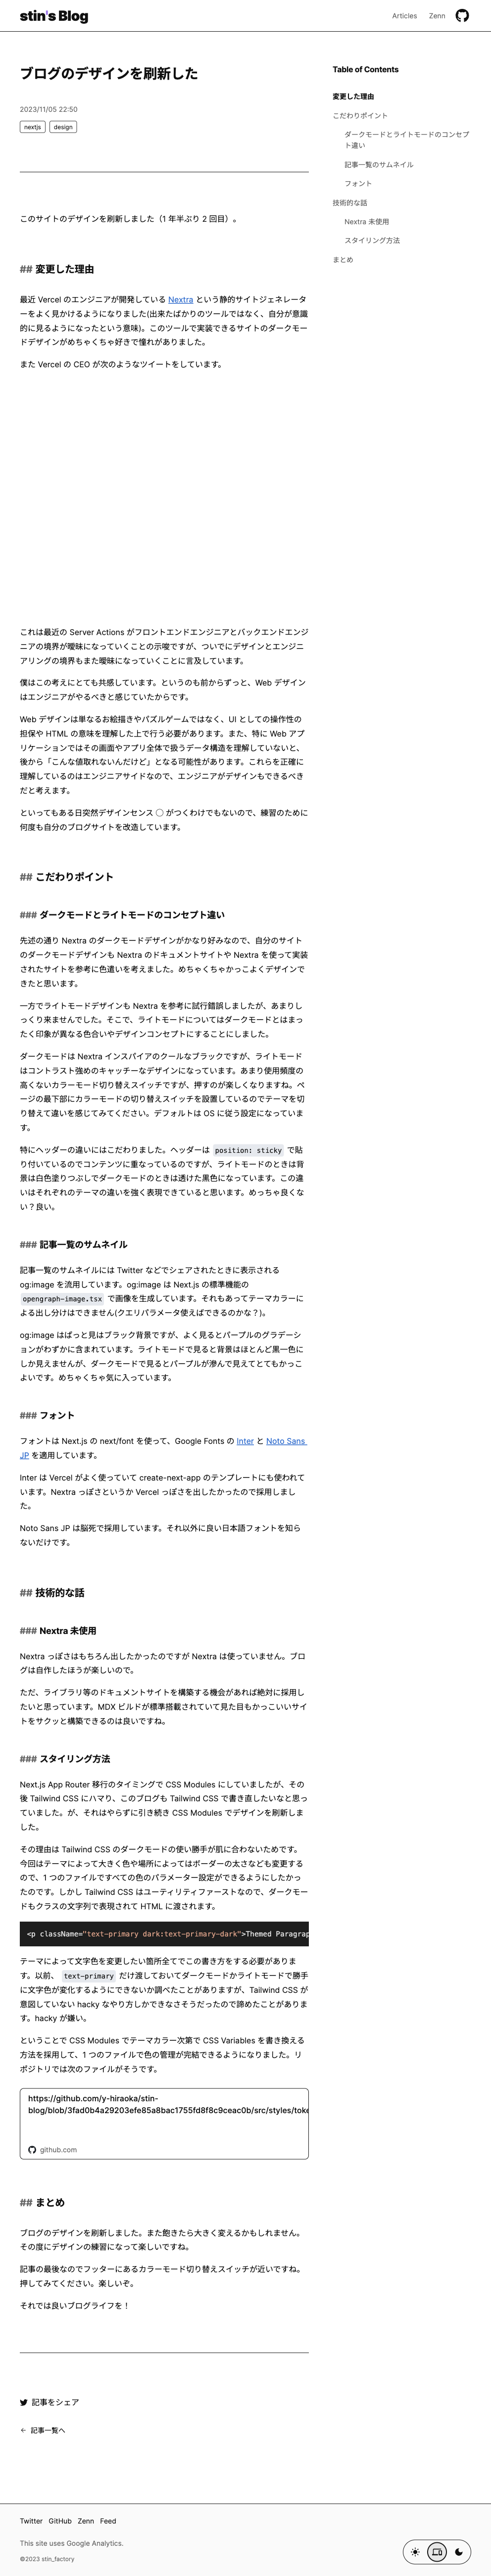 stin's Blog
Articles Zenn
ブログのデザインを刷新した
2023/11/05 22:50
nextjs design
Table of Contents
変更した理由
こだわりポイント
ダークモードとライトモードのコンセプ
ト違い
記事一覧のサムネイル
フォント
技術的な話
Nextra 未使用
スタイリング方法
まとめ
このサイトのデザインを刷新しました（1 年半ぶり 2 回目）。
## 変更した理由
最近 Vercel のエンジニアが開発している Nextra という静的サイトジェネレータ
ーをよく見かけるようになりました(出来たばかりのツールではなく、自分が意識
的に見るようになったという意味)。このツールで実装できるサイトのダークモー
ドデザインがめちゃくちゃ好きで憧れがありました。
また Vercel の CEO が次のようなツイートをしています。
これは最近の Server Actions がフロントエンドエンジニアとバックエンドエンジ
ニアの境界が曖昧になっていくことの示唆ですが、ついでにデザインとエンジニ
アリングの境界もまた曖昧になっていくことに言及しています。
僕はこの考えにとても共感しています。というのも前からずっと、Web デザイン
はエンジニアがやるべきと感じていたからです。
Web デザインは単なるお絵描きやパズルゲームではなく、UI としての操作性の
担保や HTML の意味を理解した上で行う必要があります。また、特に Web アプ
リケーションではその画面やアプリ全体で扱うデータ構造を理解していないと、
後から「こんな値取れないんだけど」となる可能性があります。これらを正確に
理解しているのはエンジニアサイドなので、エンジニアがデザインもできるべき
だと考えます。
といってもある日突然デザインセンス ◯ がつくわけでもないので、練習のために
何度も自分のブログサイトを改造しています。
## こだわりポイント
### ダークモードとライトモードのコンセプト違い
先述の通り Nextra のダークモードデザインがかなり好みなので、自分のサイト
のダークモードデザインも Nextra のドキュメントサイトや Nextra を使って実装
されたサイトを参考に色遣いを考えました。めちゃくちゃかっこよくデザインで
きたと思います。
一方でライトモードデザインも Nextra を参考に試行錯誤しましたが、あまりし
っくり来ませんでした。そこで、ライトモードについてはダークモードとはまっ
たく印象が異なる色合いやデザインコンセプトにすることにしました。
ダークモードは Nextra インスパイアのクールなブラックですが、ライトモード
はコントラスト強めのキャッチーなデザインになっています。あまり使用頻度の
高くないカラーモード切り替えスイッチですが、押すのが楽しくなりますね。ペ
ージの最下部にカラーモードの切り替えスイッチを設置しているのでテーマを切
り替えて違いを感じてみてください。デフォルトは OS に従う設定になっていま
す。
特にヘッダーの違いにはこだわりました。ヘッダーは position: sticky で貼
り付いているのでコンテンツに重なっているのですが、ライトモードのときは背
景は白色塗りつぶしでダークモードのときは透けた黒色になっています。この違
いはそれぞれのテーマの違いを強く表現できていると思います。めっちゃ良くな
い？良い。
### 記事一覧のサムネイル
記事一覧のサムネイルには Twitter などでシェアされたときに表示される
og:image を流用しています。og:image は Next.js の標準機能の
opengraph-image.tsx で画像を生成しています。それもあってテーマカラーに
よる出し分けはできません(クエリパラメータ使えばできるのかな？)。
og:image はぱっと見はブラック背景ですが、よく見るとパープルのグラデーシ
ョンがわずかに含まれています。ライトモードで見ると背景はほとんど黒一色に
しか見えませんが、ダークモードで見るとパープルが滲んで見えてとてもかっこ
よいです。めちゃくちゃ気に入っています。
### フォント
フォントは Next.js の next/font を使って、Google Fonts の Inter と Noto Sans
JP を適用しています。
Inter は Vercel がよく使っていて create-next-app のテンプレートにも使われて
います。Nextra っぽさというか Vercel っぽさを出したかったので採用しまし
た。
Noto Sans JP は脳死で採用しています。それ以外に良い日本語フォントを知ら
ないだけです。
## 技術的な話
### Nextra 未使用
Nextra っぽさはもちろん出したかったのですが Nextra は使っていません。ブロ
グは自作したほうが楽しいので。
ただ、ライブラリ等のドキュメントサイトを構築する機会があれば絶対に採用し
たいと思っています。MDX ビルドが標準搭載されていて見た目もかっこいいサイ
トをサクッと構築できるのは良いですね。
### スタイリング方法
Next.js App Router 移行のタイミングで CSS Modules にしていましたが、その
後 Tailwind CSS にハマり、このブログも Tailwind CSS で書き直したいなと思っ
ていました。が、それはやらずに引き続き CSS Modules でデザインを刷新しま
した。
その理由は Tailwind CSS のダークモードの使い勝手が肌に合わないためです。
今回はテーマによって大きく色や場所によってはボーダーの太さなども変更する
ので、1 つのファイルですべての色のパラメーター設定ができるようにしたかっ
たのです。しかし Tailwind CSS はユーティリティファーストなので、ダークモー
ドもクラスの文字列で表現されて HTML に渡されます。
<p className="text-primary dark:text-primary-dark">Themed Paragrap
テーマによって文字色を変更したい箇所全てでこの書き方をする必要がありま
す。以前、 text-primary だけ渡しておいてダークモードかライトモードで勝手
に文字色が変化するようにできないか調べたことがありますが、Tailwind CSS が
意図していない hacky なやり方しかできなさそうだったので諦めたことがありま
す。hacky が嫌い。
ということで CSS Modules でテーマカラー次第で CSS Variables を書き換える
方法を採用して、1 つのファイルで色の管理が完結できるようになりました。リ
ポジトリでは次のファイルがそうです。
https://github.com/y-hiraoka/stin-
blog/blob/3fad0b4a29203efe85a8bac1755fd8f8c9ceac0b/src/styles/toke
github.com
## まとめ
ブログのデザインを刷新しました。また飽きたら大きく変えるかもしれません。
その度にデザインの練習になって楽しいですね。
記事の最後なのでフッターにあるカラーモード切り替えスイッチが近いですね。
押してみてください。楽しいぞ。
それでは良いブログライフを！
記事をシェア
← 記事一覧へ
Twitter GitHub Zenn Feed
This site uses Google Analytics.
©2023 stin_factory